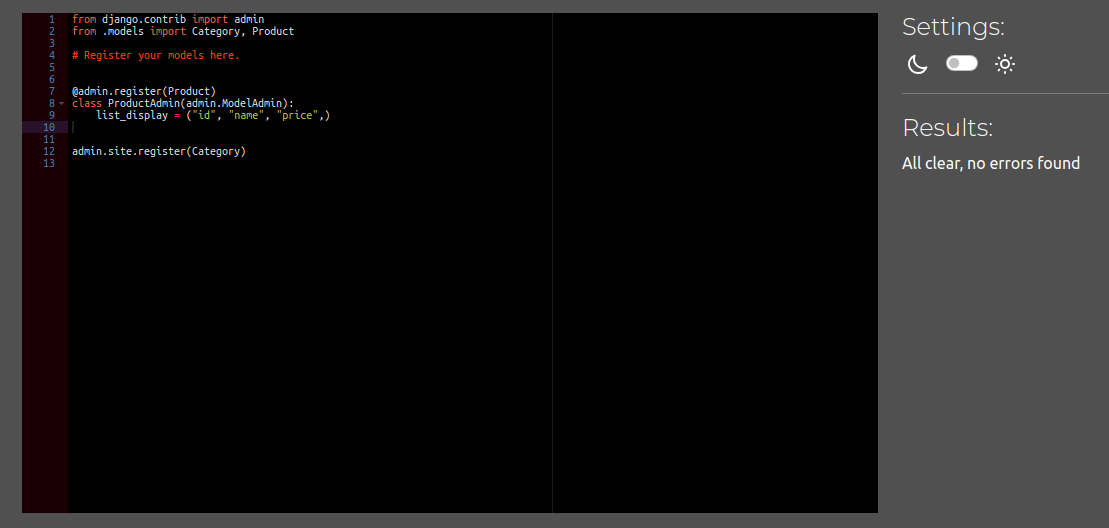 1 from django.contrib import admin
2 from .models import Category, Product
3
4 # Register your models here.
5
6
7 @admin.register(Product)
8 class ProductAdmin(admin.ModelAdmin):
9     list_display = ("id", "name", "price",)
10
11
12 admin.site.register(Category)
13
Settings:
Results:
All clear, no errors found